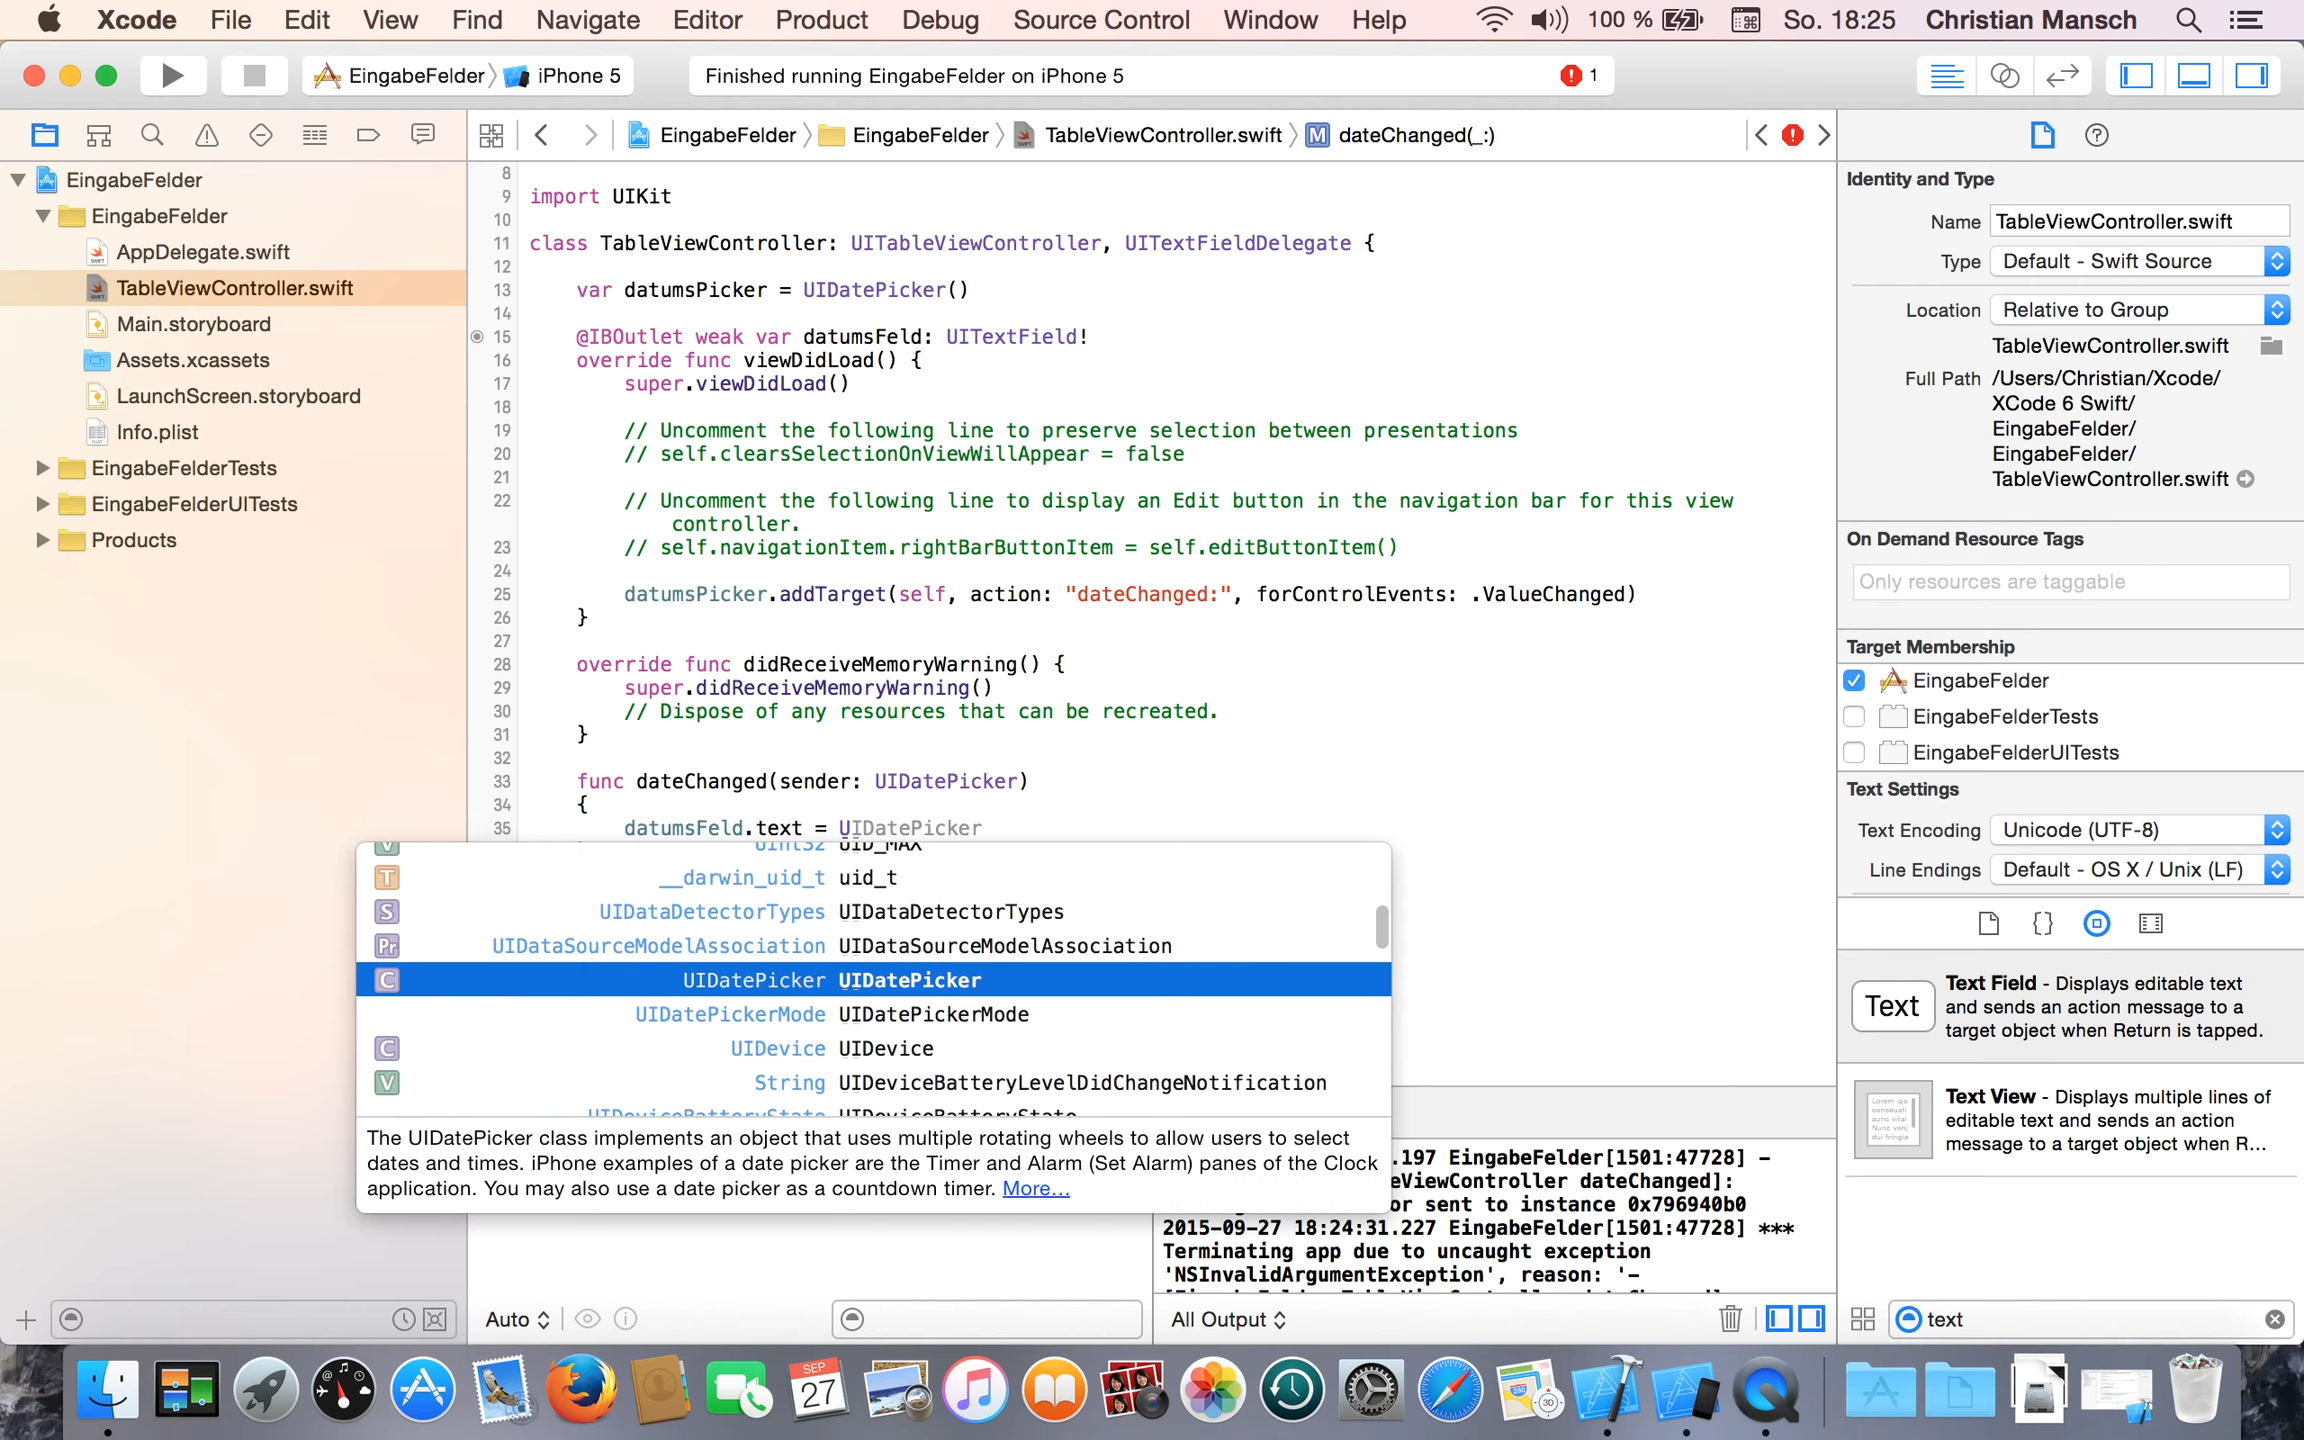 Xcode File Edit View Find Navigate Editor Product Debug Source Control Window Help 100 % So. 18:25 Christian Mansch
EingabeFelder iPhone 5 Finished running EingabeFelder on iPhone 5 1
EingabeFelder EingabeFelder TableViewController.swift M dateChanged(_:)
EingabeFelder
EingabeFelder
AppDelegate.swift
TableViewController.swift
Main.storyboard
Assets.xcassets
LaunchScreen.storyboard
Info.plist
EingabeFelderTests
EingabeFelderUITests
Products
8
9 import UIKit
10
11 class TableViewController: UITableViewController, UITextFieldDelegate {
12
13 var datumsPicker = UIDatePicker()
14
15 @IBOutlet weak var datumsFeld: UITextField!
16 override func viewDidLoad() {
17 super.viewDidLoad()
18
19 // Uncomment the following line to preserve selection between presentations
20 // self.clearsSelectionOnViewWillAppear = false
21
22 // Uncomment the following line to display an Edit button in the navigation bar for this view
controller.
23 // self.navigationItem.rightBarButtonItem = self.editButtonItem()
24
25 datumsPicker.addTarget(self, action: "dateChanged:", forControlEvents: .ValueChanged)
26 }
27
28 override func didReceiveMemoryWarning() {
29 super.didReceiveMemoryWarning()
30 // Dispose of any resources that can be recreated.
31 }
32
33 func dateChanged(sender: UIDatePicker)
34 {
35 datumsFeld.text = UIDatePicker
V UInt32 UID_MAX
T __darwin_uid_t uid_t
S UIDataDetectorTypes UIDataDetectorTypes
Pr UIDataSourceModelAssociation UIDataSourceModelAssociation
C UIDatePicker UIDatePicker
UIDatePickerMode UIDatePickerMode
C UIDevice UIDevice
V String UIDeviceBatteryLevelDidChangeNotification
UIDeviceBatteryState UIDeviceBatteryState
The UIDatePicker class implements an object that uses multiple rotating wheels to allow users to select
dates and times. iPhone examples of a date picker are the Timer and Alarm (Set Alarm) panes of the Clock
application. You may also use a date picker as a countdown timer. More...
.197 EingabeFelder[1501:47728] -
eViewController dateChanged]:
or sent to instance 0x796940b0
2015-09-27 18:24:31.227 EingabeFelder[1501:47728] ***
Terminating app due to uncaught exception
'NSInvalidArgumentException', reason: '-
Auto
All Output
Identity and Type
Name TableViewController.swift
Type Default - Swift Source
Location Relative to Group
TableViewController.swift
Full Path /Users/Christian/Xcode/
XCode 6 Swift/
EingabeFelder/
EingabeFelder/
TableViewController.swift
On Demand Resource Tags
Only resources are taggable
Target Membership
EingabeFelder
EingabeFelderTests
EingabeFelderUITests
Text Settings
Text Encoding Unicode (UTF-8)
Line Endings Default - OS X / Unix (LF)
{}
Text
Text Field - Displays editable text
and sends an action message to a
target object when Return is tapped.
Text View - Displays multiple lines of
editable text and sends an action
message to a target object when R...
text
SEP
27
280
3D